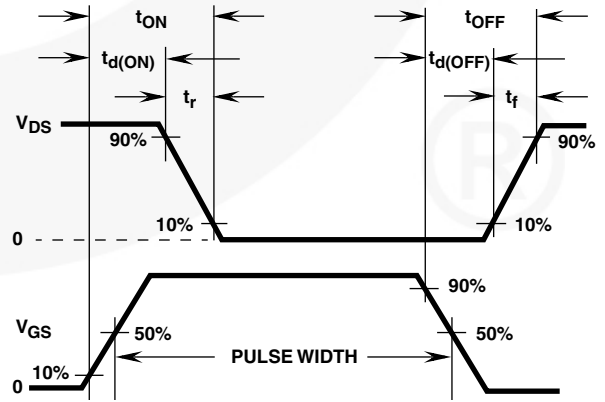 tON tOFF
td(ON) td(OFF)
tr tf
VDS
90% 90%
10% 10%
0
90%
VGS 50% 50%
PULSE WIDTH
10%
0
R